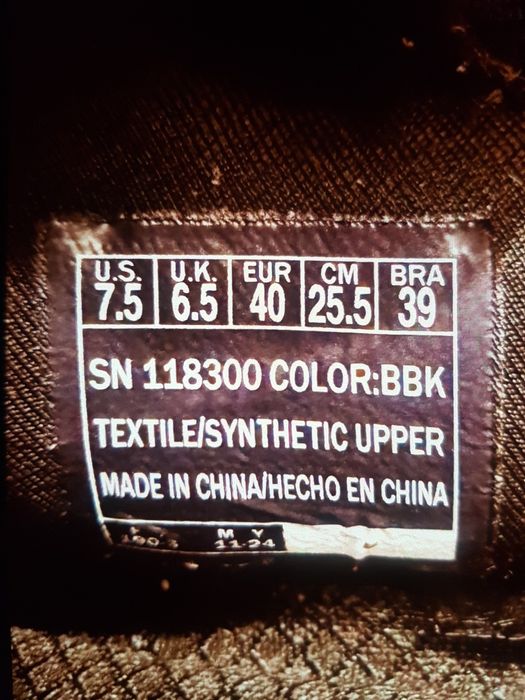 U.S. U.K. EUR CM BRA
7.5 6.5 40 25.5 39
SN 118300 COLOR:BBK
TEXTILE/SYNTHETIC UPPER
MADE IN CHINA/HECHO EN CHINA
M Y
11-24